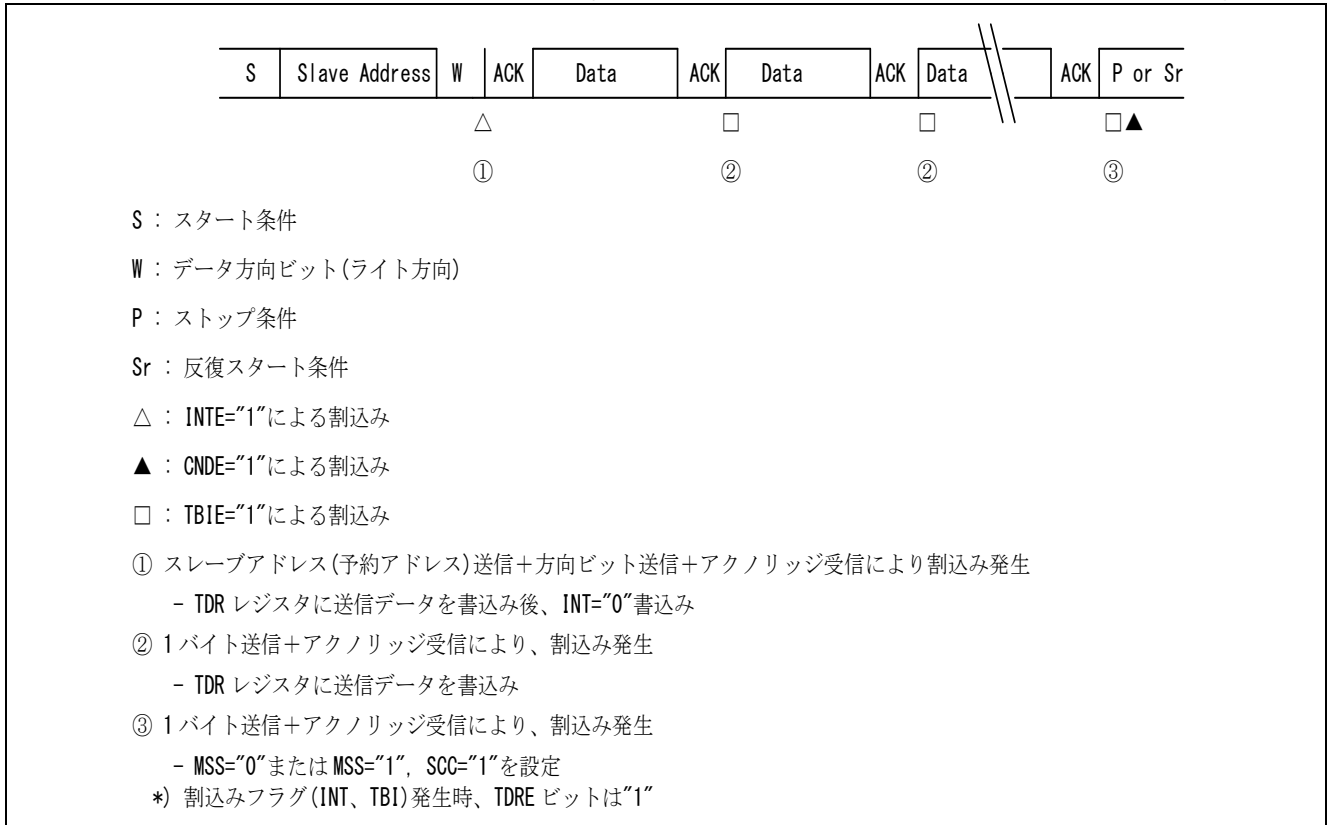 S Slave Address W ACK Data ACK Data ACK Data ACK P or Sr
△ □ □ □▲
① ② ② ③
S : スタート条件
W : データ方向ビット(ライト方向)
P : ストップ条件
Sr : 反復スタート条件
△ : INTE="1"による割込み
▲ : CNDE="1"による割込み
□ : TBIE="1"による割込み
① スレーブアドレス(予約アドレス)送信+方向ビット送信+アクノリッジ受信により割込み発生
- TDR レジスタに送信データを書込み後、INT="0"書込み
② 1 バイト送信+アクノリッジ受信により、割込み発生
- TDR レジスタに送信データを書込み
③ 1 バイト送信+アクノリッジ受信により、割込み発生
- MSS="0"または MSS="1", SCC="1"を設定
*) 割込みフラグ(INT、TBI)発生時、TDRE ビットは"1"